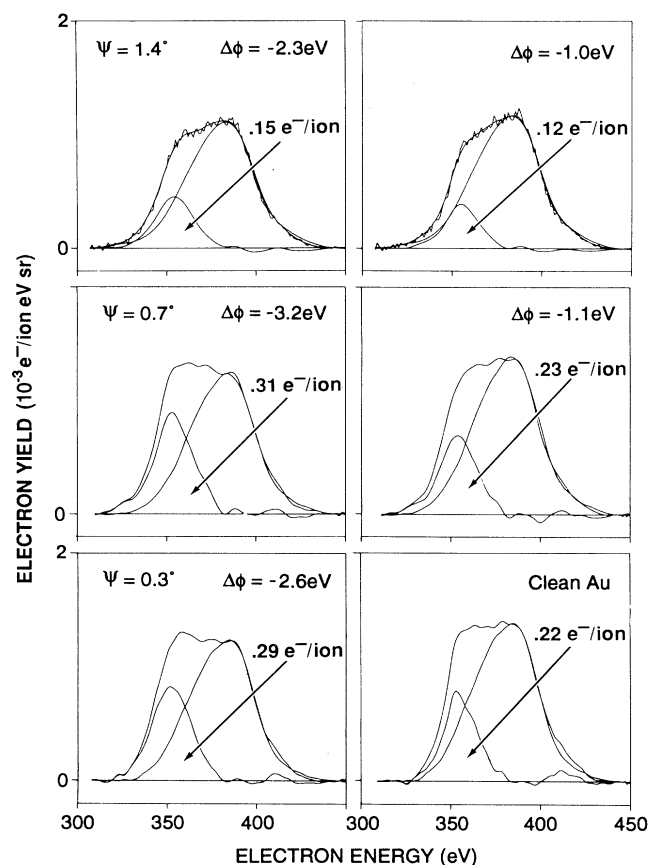 2
Ψ = 1.4° Δϕ = -2.3eV
.15 e⁻/ion
0
Δϕ = -1.0eV
.12 e⁻/ion
Ψ = 0.7° Δϕ = -3.2eV
.31 e⁻/ion
0
Δϕ = -1.1eV
.23 e⁻/ion
2
Ψ = 0.3° Δϕ = -2.6eV
.29 e⁻/ion
0
Clean Au
.22 e⁻/ion
300 350 400 350 400 450
ELECTRON ENERGY (eV)
ELECTRON YIELD (10⁻³ e⁻/ion eV sr)